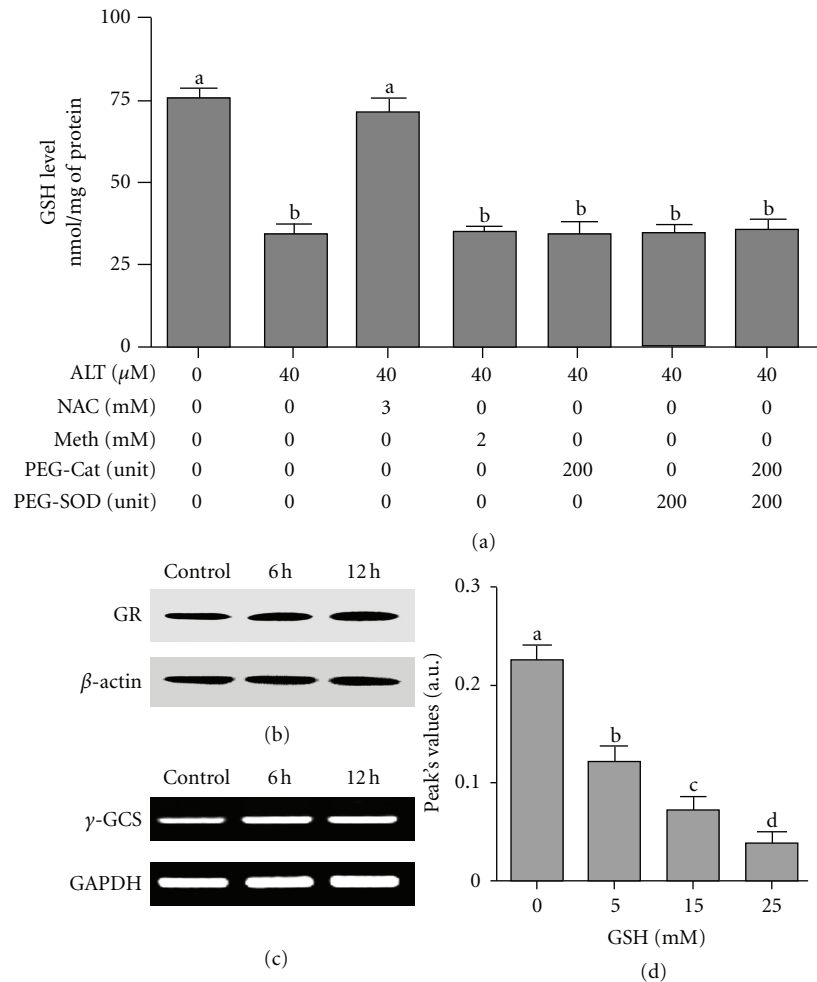 100
75
50
25
0
GSH level
nmol/mg of protein
a
b
a
b
b
b
b
ALT (μM) 0 40 40 40 40 40 40
NAC (mM) 0 0 3 0 0 0 0
Meth (mM) 0 0 0 2 0 0 0
PEG-Cat (unit) 0 0 0 0 200 0 200
PEG-SOD (unit) 0 0 0 0 0 200 200
(a)
Control 6 h 12 h
GR
β-actin
(b)
Control 6 h 12 h
γ-GCS
GAPDH
(c)
0.3
0.2
0.1
0
Peak's values (a.u.)
a
b
c
d
0 5 15 25
GSH (mM)
(d)